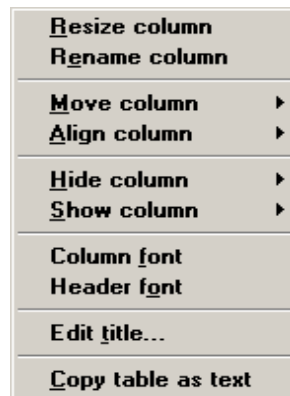 Resize column
Rename column
Move column
Align column
Hide column
Show column
Column font
Header font
Edit title...
Copy table as text